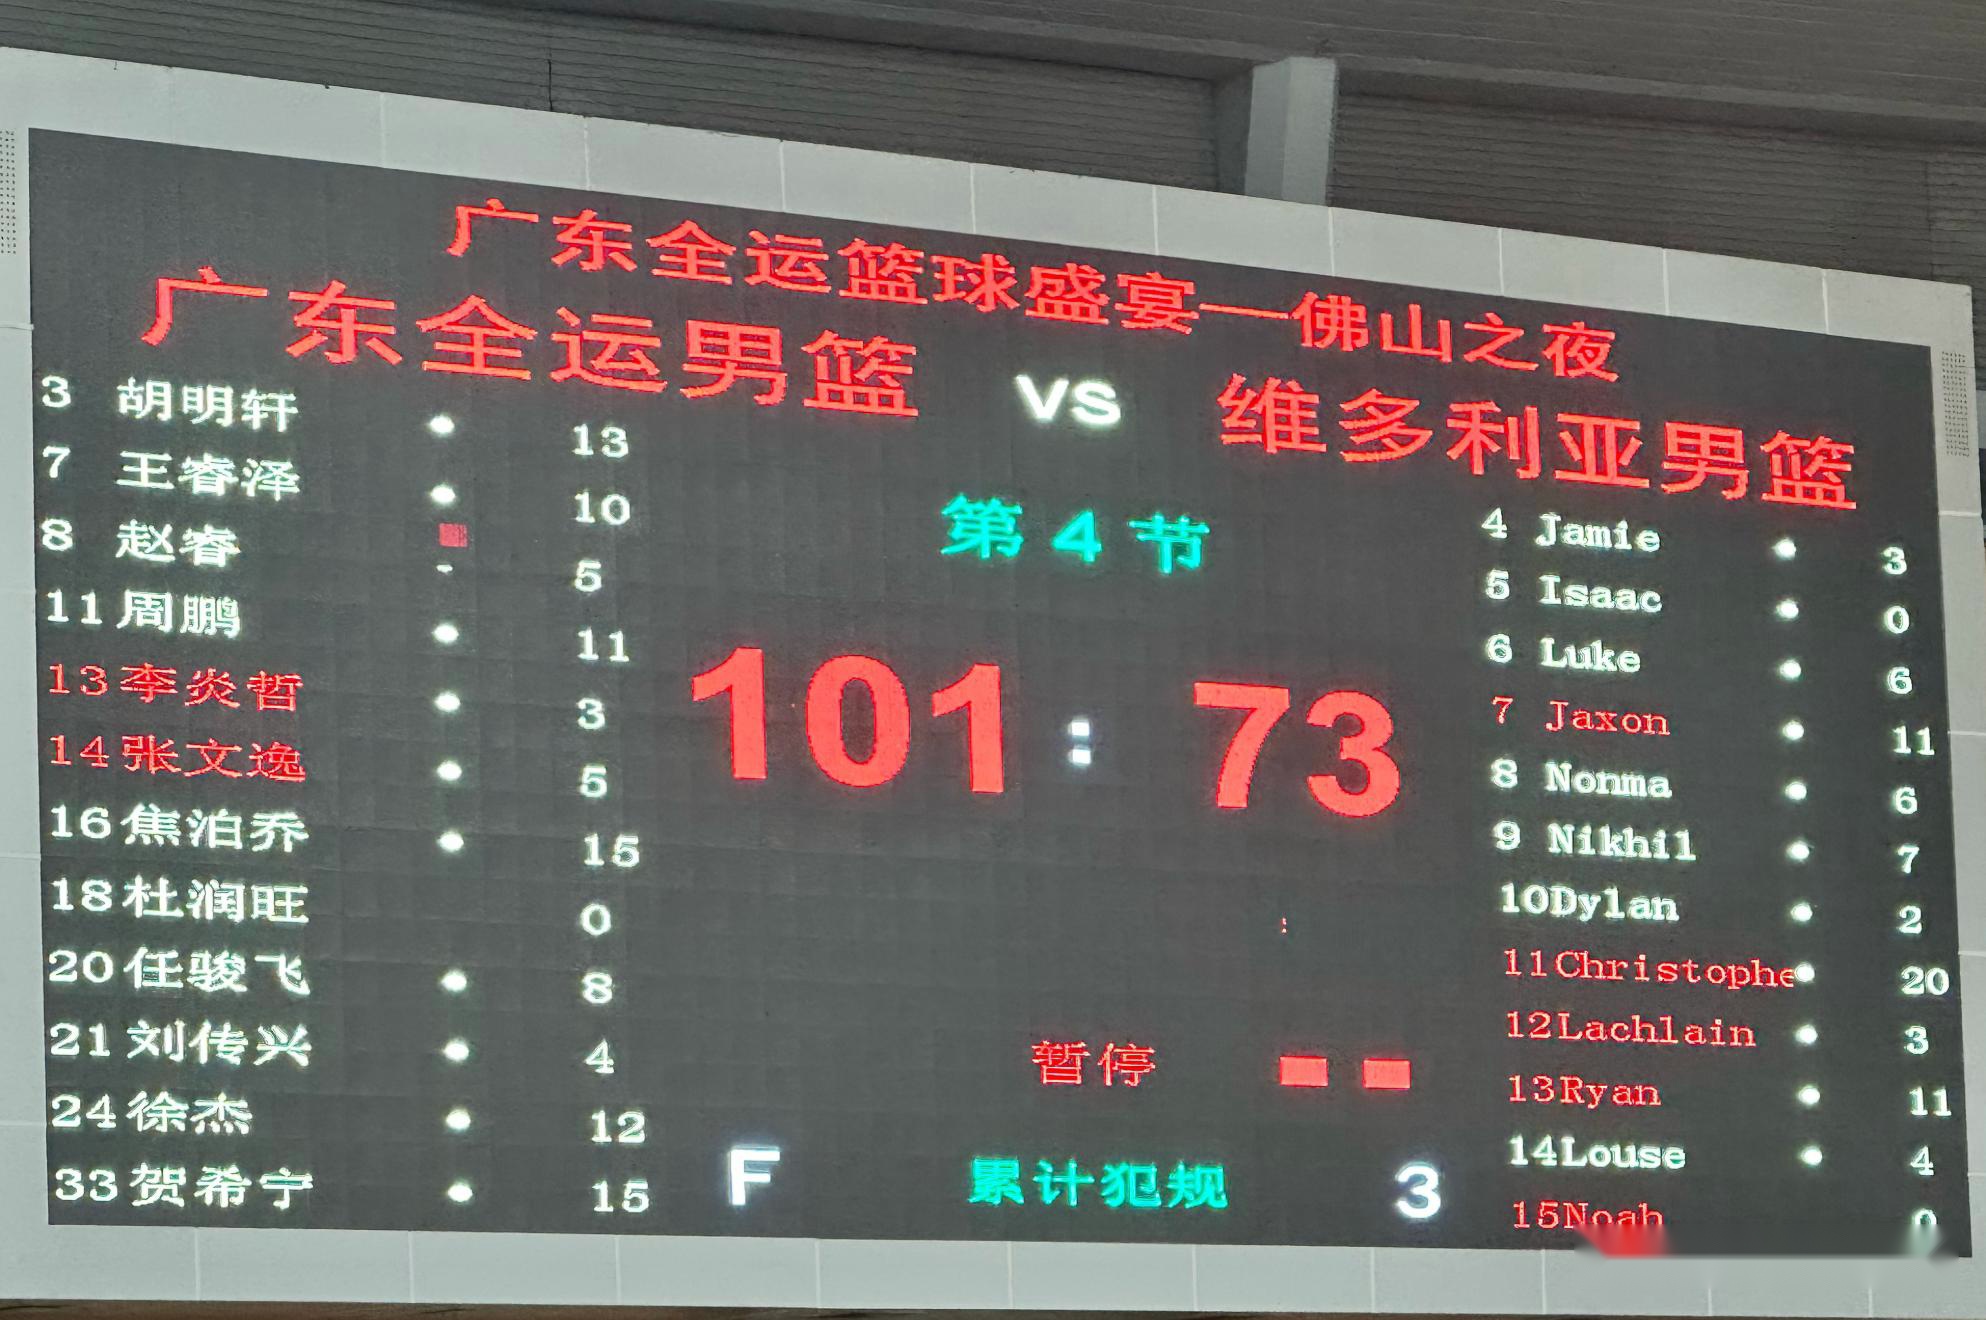 广东全运篮球盛宴—佛山之夜
广东全运男篮 VS 维多利亚男篮
第4节
101 : 73
3 胡明轩 13
7 王睿泽 10
8 赵睿 5
11 周鹏 11
13 李炎哲 3
14 张文逸 5
16 焦泊乔 15
18 杜润旺 0
20 任骏飞 8
21 刘传兴 4
24 徐杰 12
33 贺希宁 15
暂停
F 累计犯规 3
4 Jamie 3
5 Isaac 0
6 Luke 6
7 Jaxon 11
8 Nonma 6
9 Nikhil 7
10Dylan 2
11Christophe 20
12Lachlain 3
13Ryan 11
14Louse 4
15Noah 0